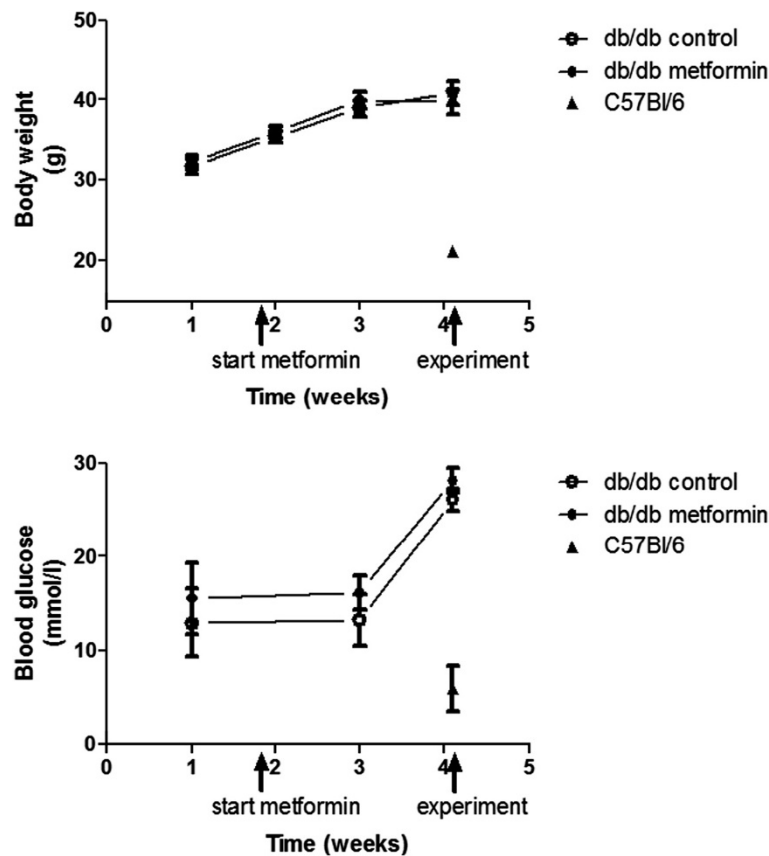 50
40
30
20
Body weight
(g)
0 1 2 3 4 5
start metformin experiment
Time (weeks)
db/db control
db/db metformin
C57Bl/6
30
20
10
0
Blood glucose
(mmol/l)
0 1 2 3 4 5
start metformin experiment
Time (weeks)
db/db control
db/db metformin
C57Bl/6